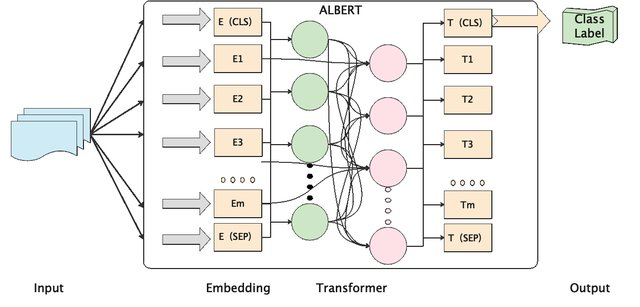 ALBERT
E (CLS)
T (CLS)
Class
Label
E1
T1
E2
T2
E3
T3
Em
Tm
E (SEP)
T (SEP)
Input
Embedding
Transformer
Output